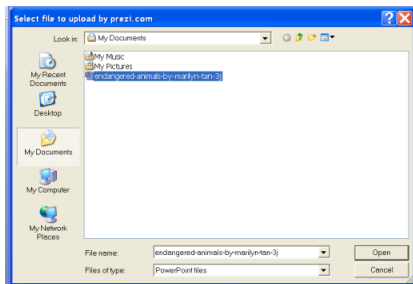 Select file to upload by prezi.com
Look in: My Documents
My Music
My Pictures
endangered-animals-by-marilyn-tan-3j
My Recent
Documents
Desktop
My Documents
My Computer
My Network
Places
File name: endangered-animals-by-marilyn-tan-3j Open
Files of type: PowerPoint files Cancel